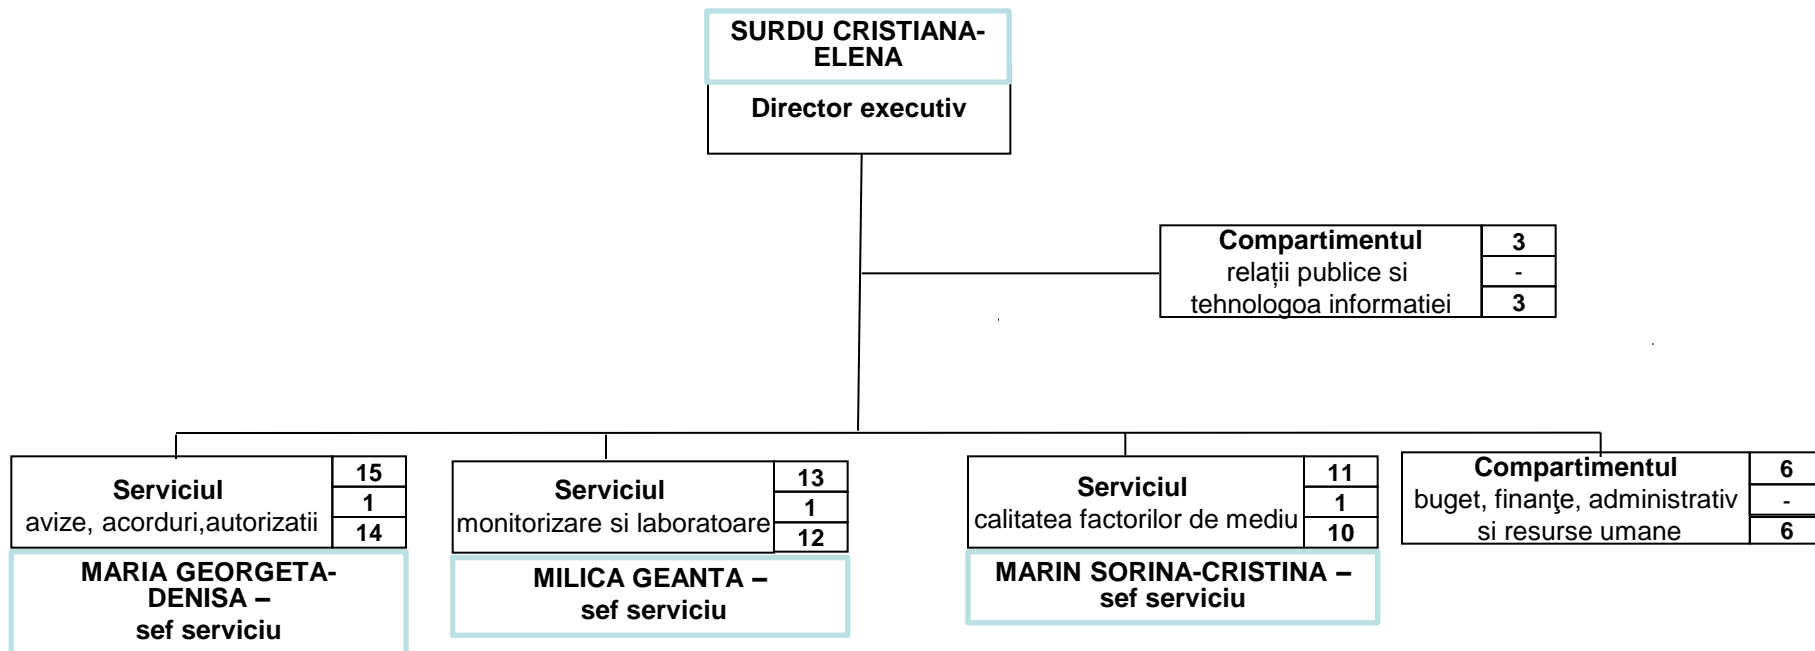 SURDU CRISTIANA-
ELENA
Director executiv
Compartimentul
relații publice si
tehnologoa informatiei
3
-
3
Serviciul
avize, acorduri,autorizatii
15
1
14
MARIA GEORGETA-
DENISA –
sef serviciu
Serviciul
monitorizare si laboratoare
13
1
12
MILICA GEANTA –
sef serviciu
Serviciul
calitatea factorilor de mediu
11
1
10
MARIN SORINA-CRISTINA –
sef serviciu
Compartimentul
buget, finanţe, administrativ
si resurse umane
6
-
6